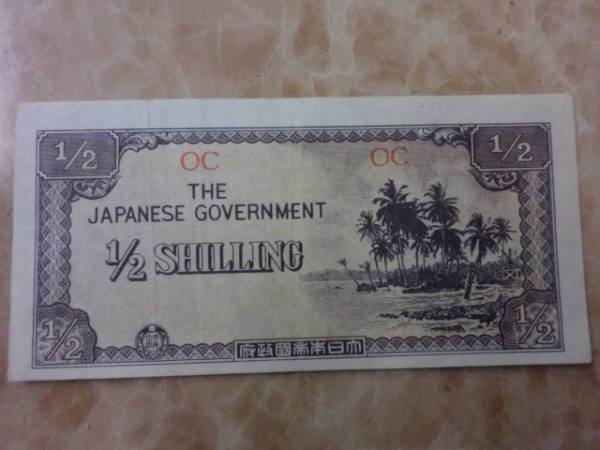 1/2 OC OC 1/2
THE
JAPANESE GOVERNMENT
1/2 SHILLING
1/2 1/2
府政國帝本日大